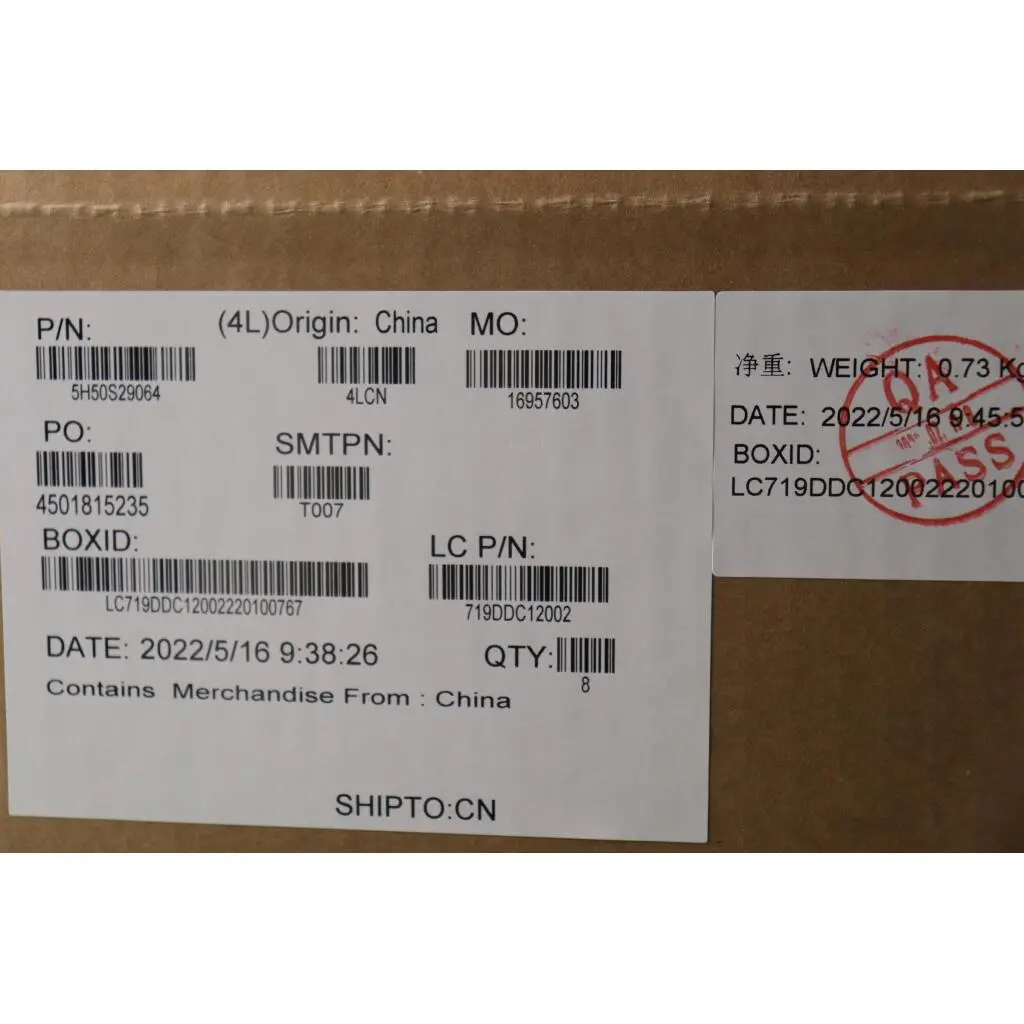 P/N:
(4L)Origin: China
MO:
5H50S29064
4LCN
16957603
PO:
SMTPN:
4501815235
T007
BOXID:
LC P/N:
LC719DDC12002220100767
719DDC12002
DATE: 2022/5/16 9:38:26
QTY:
8
Contains Merchandise From : China
SHIPTO:CN
净重: WEIGHT: 0.73 Kg
DATE: 2022/5/16 9:45:5
BOXID:
LC719DDC1200222010
QA
PASS